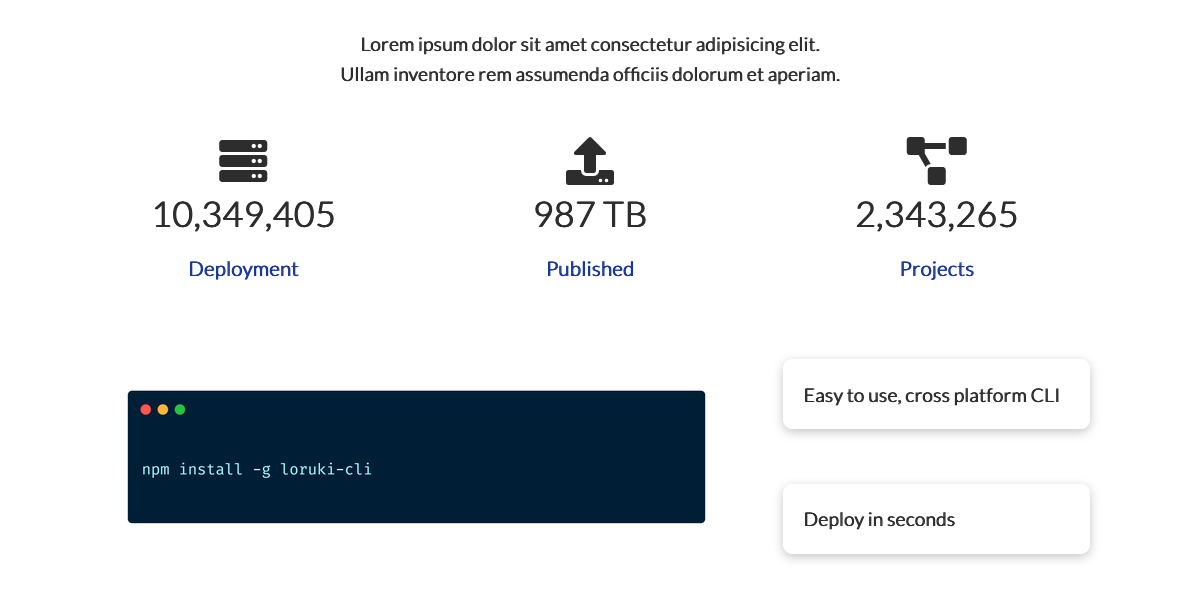 Lorem ipsum dolor sit amet consectetur adipisicing elit.
Ullam inventore rem assumenda officiis dolorum et aperiam.
10,349,405
Deployment
987 TB
Published
2,343,265
Projects
npm install -g loruki-cli
Easy to use, cross platform CLI
Deploy in seconds